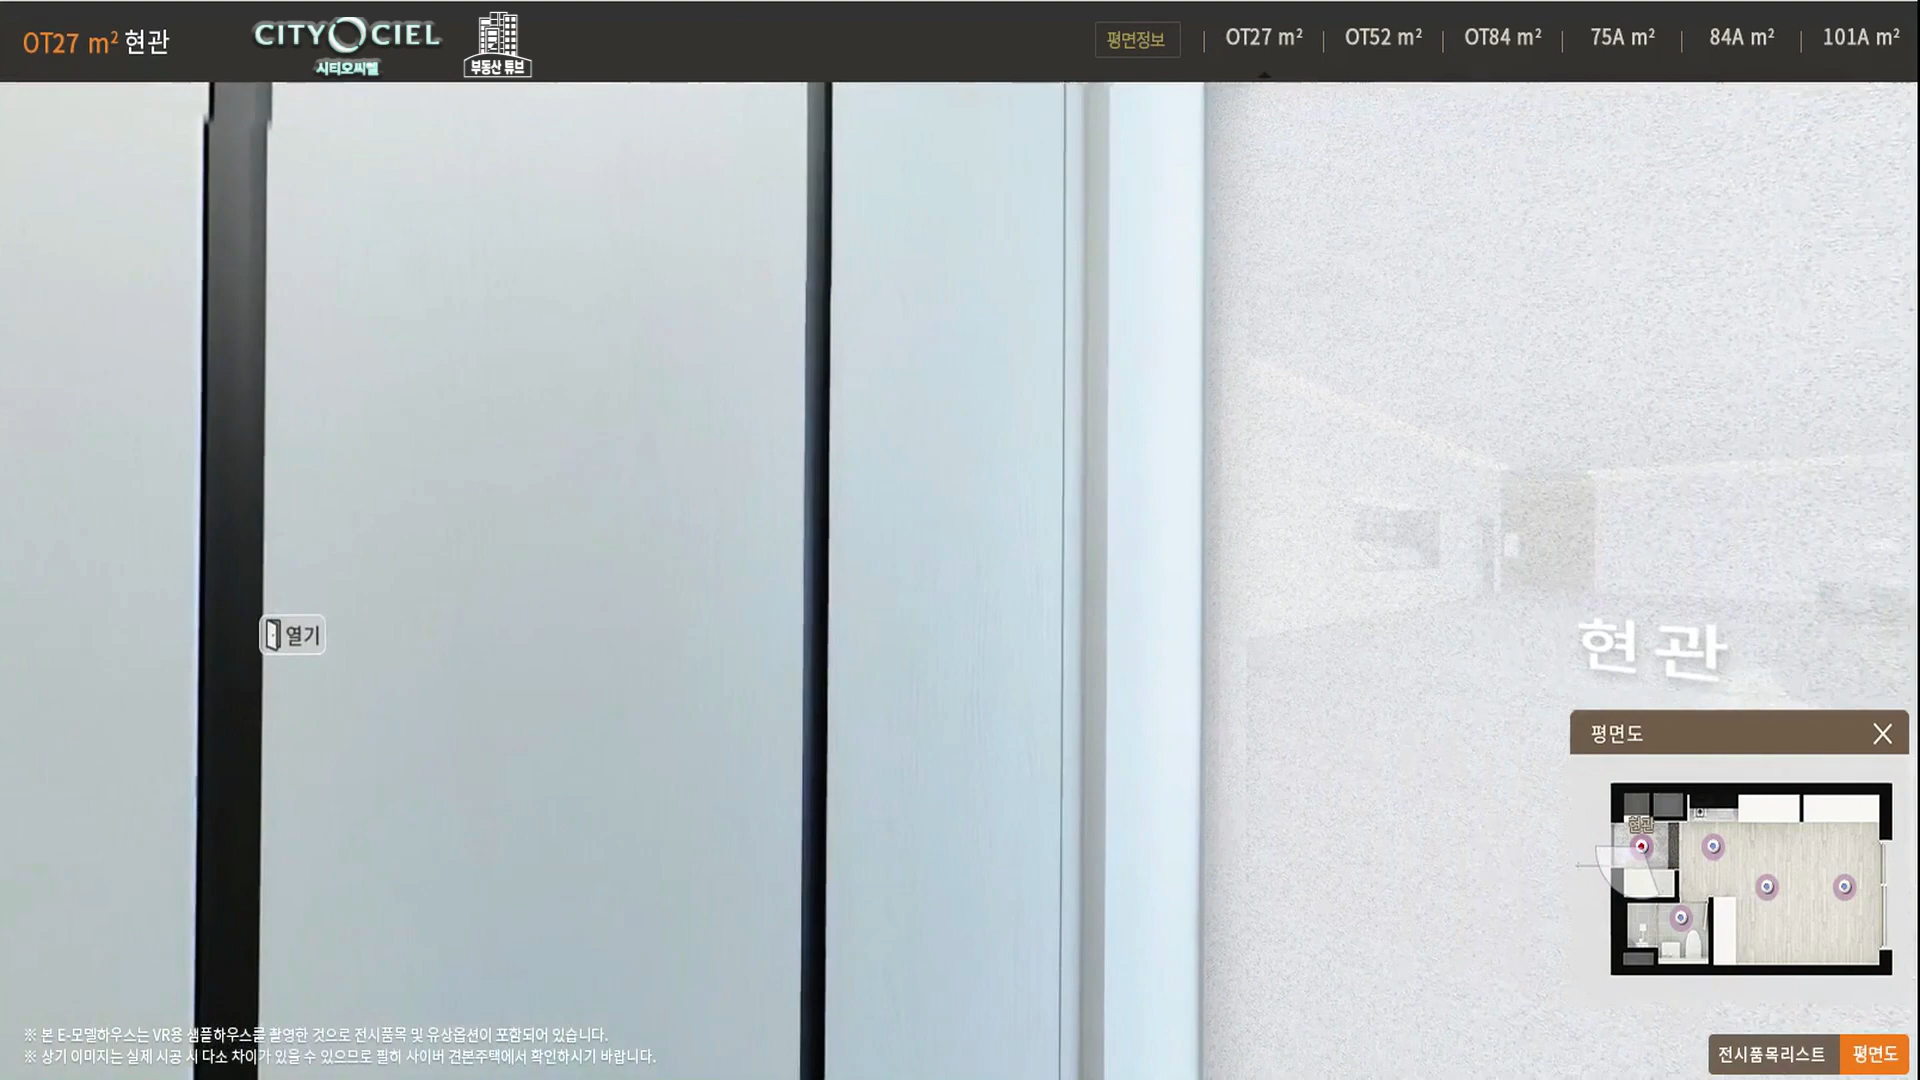 OT27 m² 현관
CITY OCIEL
시티오씨엘
부동산 튜브
평면정보
OT27 m²
OT52 m²
OT84 m²
75A m²
84A m²
101A m²
열기
현관
평면도
현관
※ 본 E-모델하우스는 VR용 샘플하우스를 촬영한 것으로 전시품목 및 유상옵션이 포함되어 있습니다.
※ 상기 이미지는 실제 시공 시 다소 차이가 있을 수 있으므로 필히 사이버 견본주택에서 확인하시기 바랍니다.
전시품목리스트
평면도